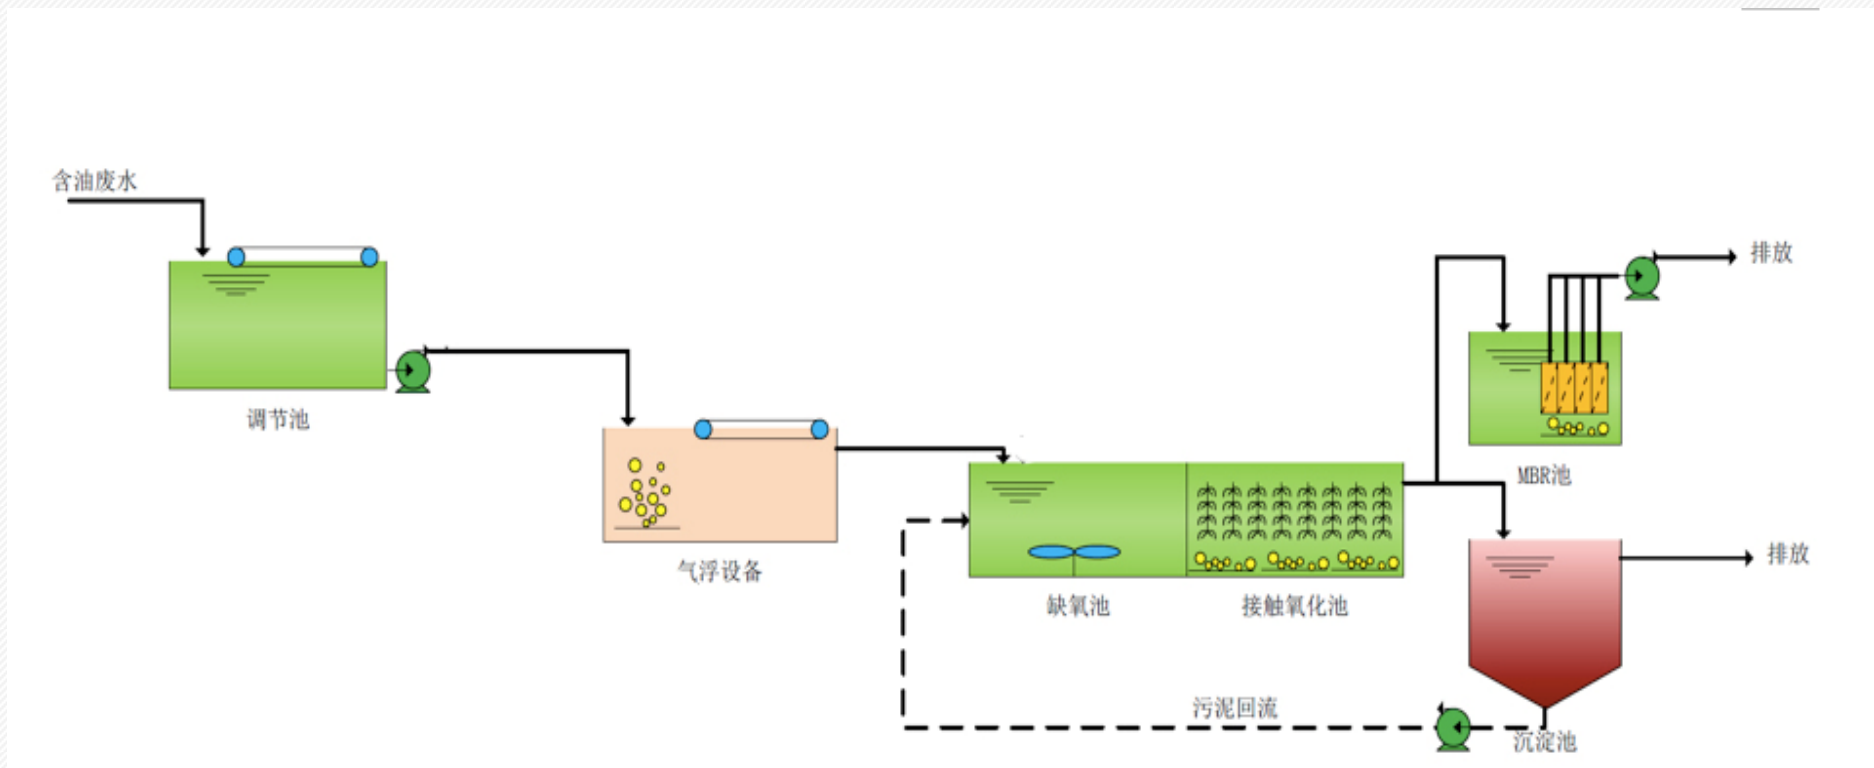 含油废水
调节池
气浮设备
缺氧池
接触氧化池
MBR池
排放
排放
污泥回流
沉淀池